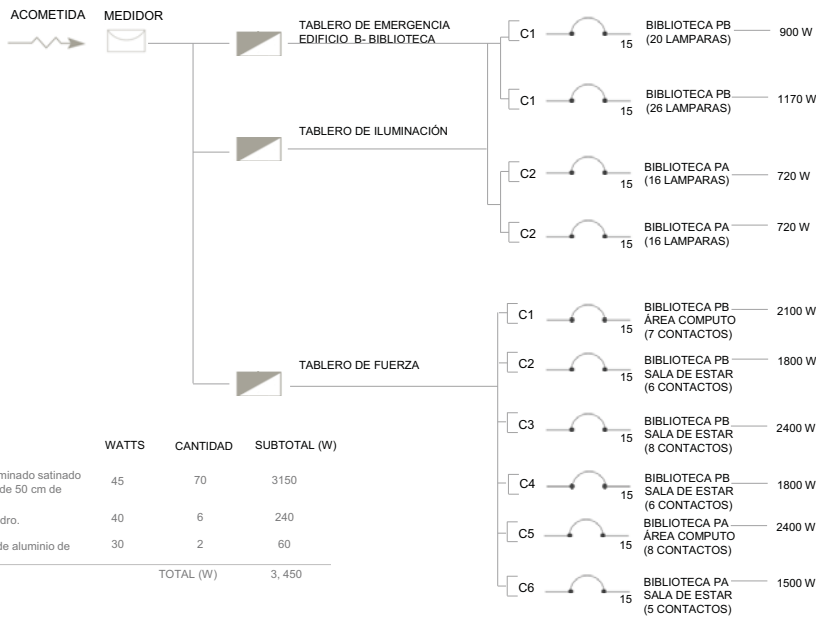 ACOMETIDA
MEDIDOR
TABLERO DE EMERGENCIA
EDIFICIO B- BIBLIOTECA
TABLERO DE ILUMINACIÓN
TABLERO DE FUERZA
C1
15
BIBLIOTECA PB
(20 LAMPARAS)
900 W
C1
15
BIBLIOTECA PB
(26 LAMPARAS)
1170 W
C2
15
BIBLIOTECA PA
(16 LAMPARAS)
720 W
C2
15
BIBLIOTECA PA
(16 LAMPARAS)
720 W
C1
15
BIBLIOTECA PB
ÁREA COMPUTO
(7 CONTACTOS)
2100 W
C2
15
BIBLIOTECA PB
SALA DE ESTAR
(6 CONTACTOS)
1800 W
C3
15
BIBLIOTECA PB
SALA DE ESTAR
(8 CONTACTOS)
2400 W
C4
15
BIBLIOTECA PB
SALA DE ESTAR
(6 CONTACTOS)
1800 W
C5
15
BIBLIOTECA PA
ÁREA COMPUTO
(8 CONTACTOS)
2400 W
C6
15
BIBLIOTECA PA
SALA DE ESTAR
(5 CONTACTOS)
1500 W
WATTS CANTIDAD SUBTOTAL (W)
minado satinado
de 50 cm de
45 70 3150
dro.
40 6 240
de aluminio de
30 2 60
TOTAL (W) 3, 450